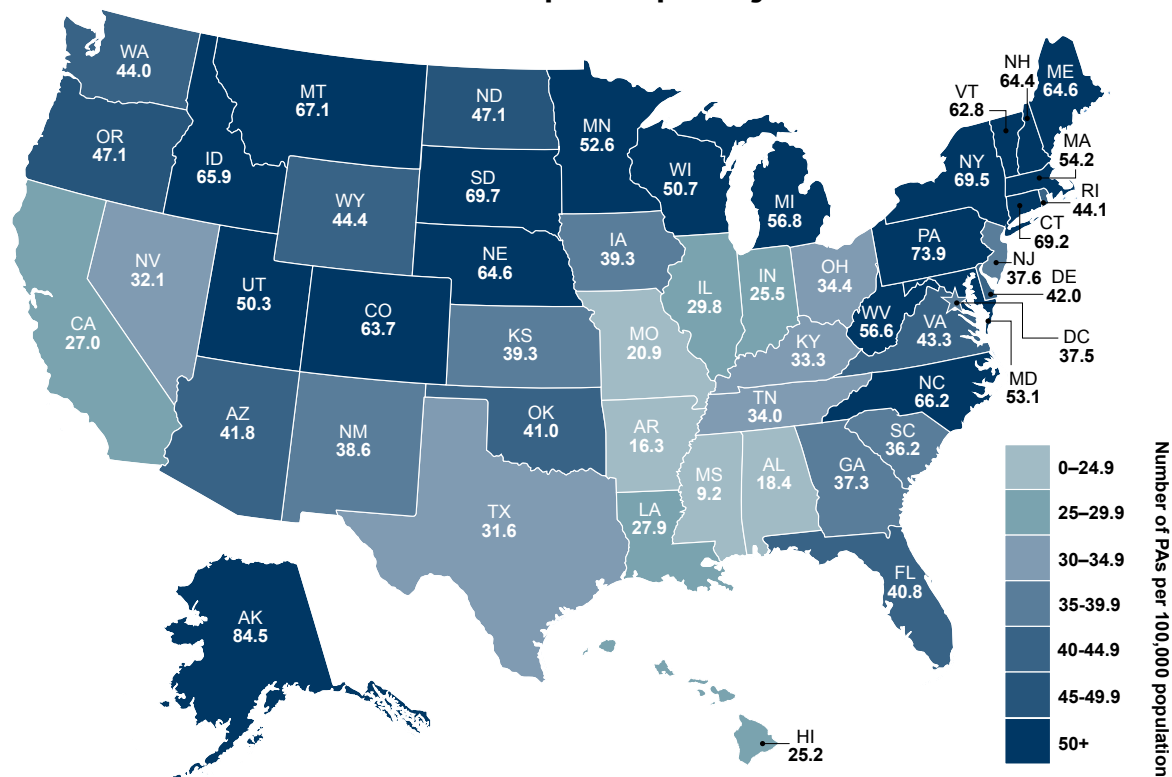 WA
44.0
OR
47.1
CA
27.0
NV
32.1
ID
65.9
MT
67.1
WY
44.4
UT
50.3
CO
63.7
AZ
41.8
NM
38.6
ND
47.1
SD
69.7
NE
64.6
KS
39.3
OK
41.0
TX
31.6
MN
52.6
IA
39.3
MO
20.9
AR
16.3
LA
27.9
WI
50.7
IL
29.8
MI
56.8
IN
25.5
OH
34.4
KY
33.3
TN
34.0
MS
9.2
AL
18.4
GA
37.3
FL
40.8
SC
36.2
NC
66.2
VA
43.3
WV
56.6
PA
73.9
NY
69.5
VT
62.8
NH
64.4
ME
64.6
MA
54.2
RI
44.1
CT
69.2
NJ
37.6
DE
42.0
DC
37.5
MD
53.1
AK
84.5
HI
25.2
0–24.9
25–29.9
30–34.9
35-39.9
40-44.9
45-49.9
50+
Number of PAs per 100,000 population